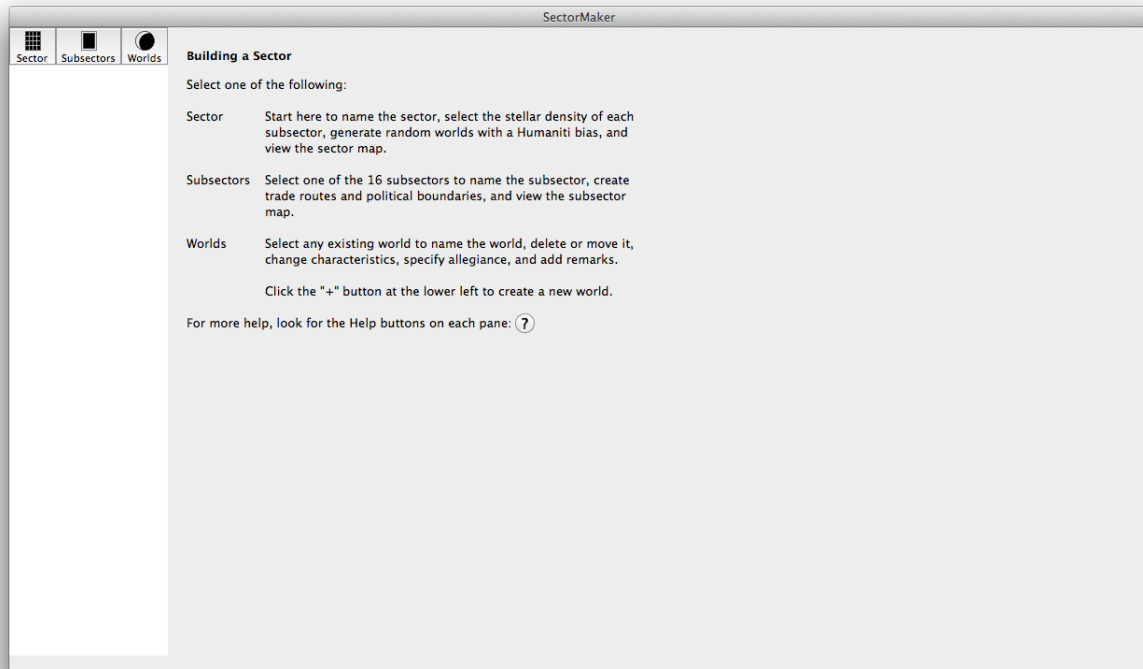 SectorMaker
Sector Subsectors Worlds
Building a Sector
Select one of the following:
Sector Start here to name the sector, select the stellar density of each
subsector, generate random worlds with a Humaniti bias, and
view the sector map.
Subsectors Select one of the 16 subsectors to name the subsector, create
trade routes and political boundaries, and view the subsector
map.
Worlds Select any existing world to name the world, delete or move it,
change characteristics, specify allegiance, and add remarks.
Click the "+" button at the lower left to create a new world.
For more help, look for the Help buttons on each pane: ?